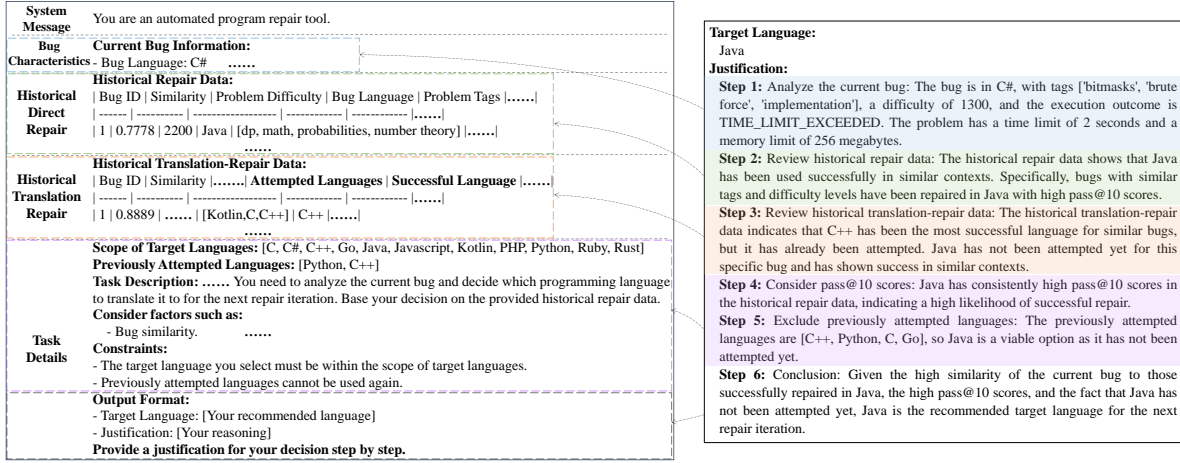 System
Message
You are an automated program repair tool.
Bug
Characteristics
Current Bug Information:
- Bug Language: C# ......
Historical
Direct
Repair
Historical Repair Data:
| Bug ID | Similarity | Problem Difficulty | Bug Language | Problem Tags |......|
| ------ | ---------- | ------------------- | ------------- | ------------ |......|
| 1 | 0.7778 | 2200 | Java | [dp, math, probabilities, number theory] |......|
......
Historical
Translation
Repair
Historical Translation-Repair Data:
| Bug ID | Similarity |.......| Attempted Languages | Successful Language |......|
| ------ | ---------- | ------------------- | ------------- | ------------ |......|
| 1 | 0.8889 | ...... | [Kotlin,C,C++] | C++ |......|
......
Task
Details
Scope of Target Languages: [C, C#, C++, Go, Java, Javascript, Kotlin, PHP, Python, Ruby, Rust]
Previously Attempted Languages: [Python, C++]
Task Description: ...... You need to analyze the current bug and decide which programming language
to translate it to for the next repair iteration. Base your decision on the provided historical repair data.
Consider factors such as:
- Bug similarity. ......
Constraints:
- The target language you select must be within the scope of target languages.
- Previously attempted languages cannot be used again.
Output Format:
- Target Language: [Your recommended language]
- Justification: [Your reasoning]
Provide a justification for your decision step by step.
Target Language:
Java
Justification:
Step 1: Analyze the current bug: The bug is in C#, with tags ['bitmasks', 'brute
force', 'implementation'], a difficulty of 1300, and the execution outcome is
TIME_LIMIT_EXCEEDED. The problem has a time limit of 2 seconds and a
memory limit of 256 megabytes.
Step 2: Review historical repair data: The historical repair data shows that Java
has been used successfully in similar contexts. Specifically, bugs with similar
tags and difficulty levels have been repaired in Java with high pass@10 scores.
Step 3: Review historical translation-repair data: The historical translation-repair
data indicates that C++ has been the most successful language for similar bugs,
but it has already been attempted. Java has not been attempted yet for this
specific bug and has shown success in similar contexts.
Step 4: Consider pass@10 scores: Java has consistently high pass@10 scores in
the historical repair data, indicating a high likelihood of successful repair.
Step 5: Exclude previously attempted languages: The previously attempted
languages are [C++, Python, C, Go], so Java is a viable option as it has not been
attempted yet.
Step 6: Conclusion: Given the high similarity of the current bug to those
successfully repaired in Java, the high pass@10 scores, and the fact that Java has
not been attempted yet, Java is the recommended target language for the next
repair iteration.